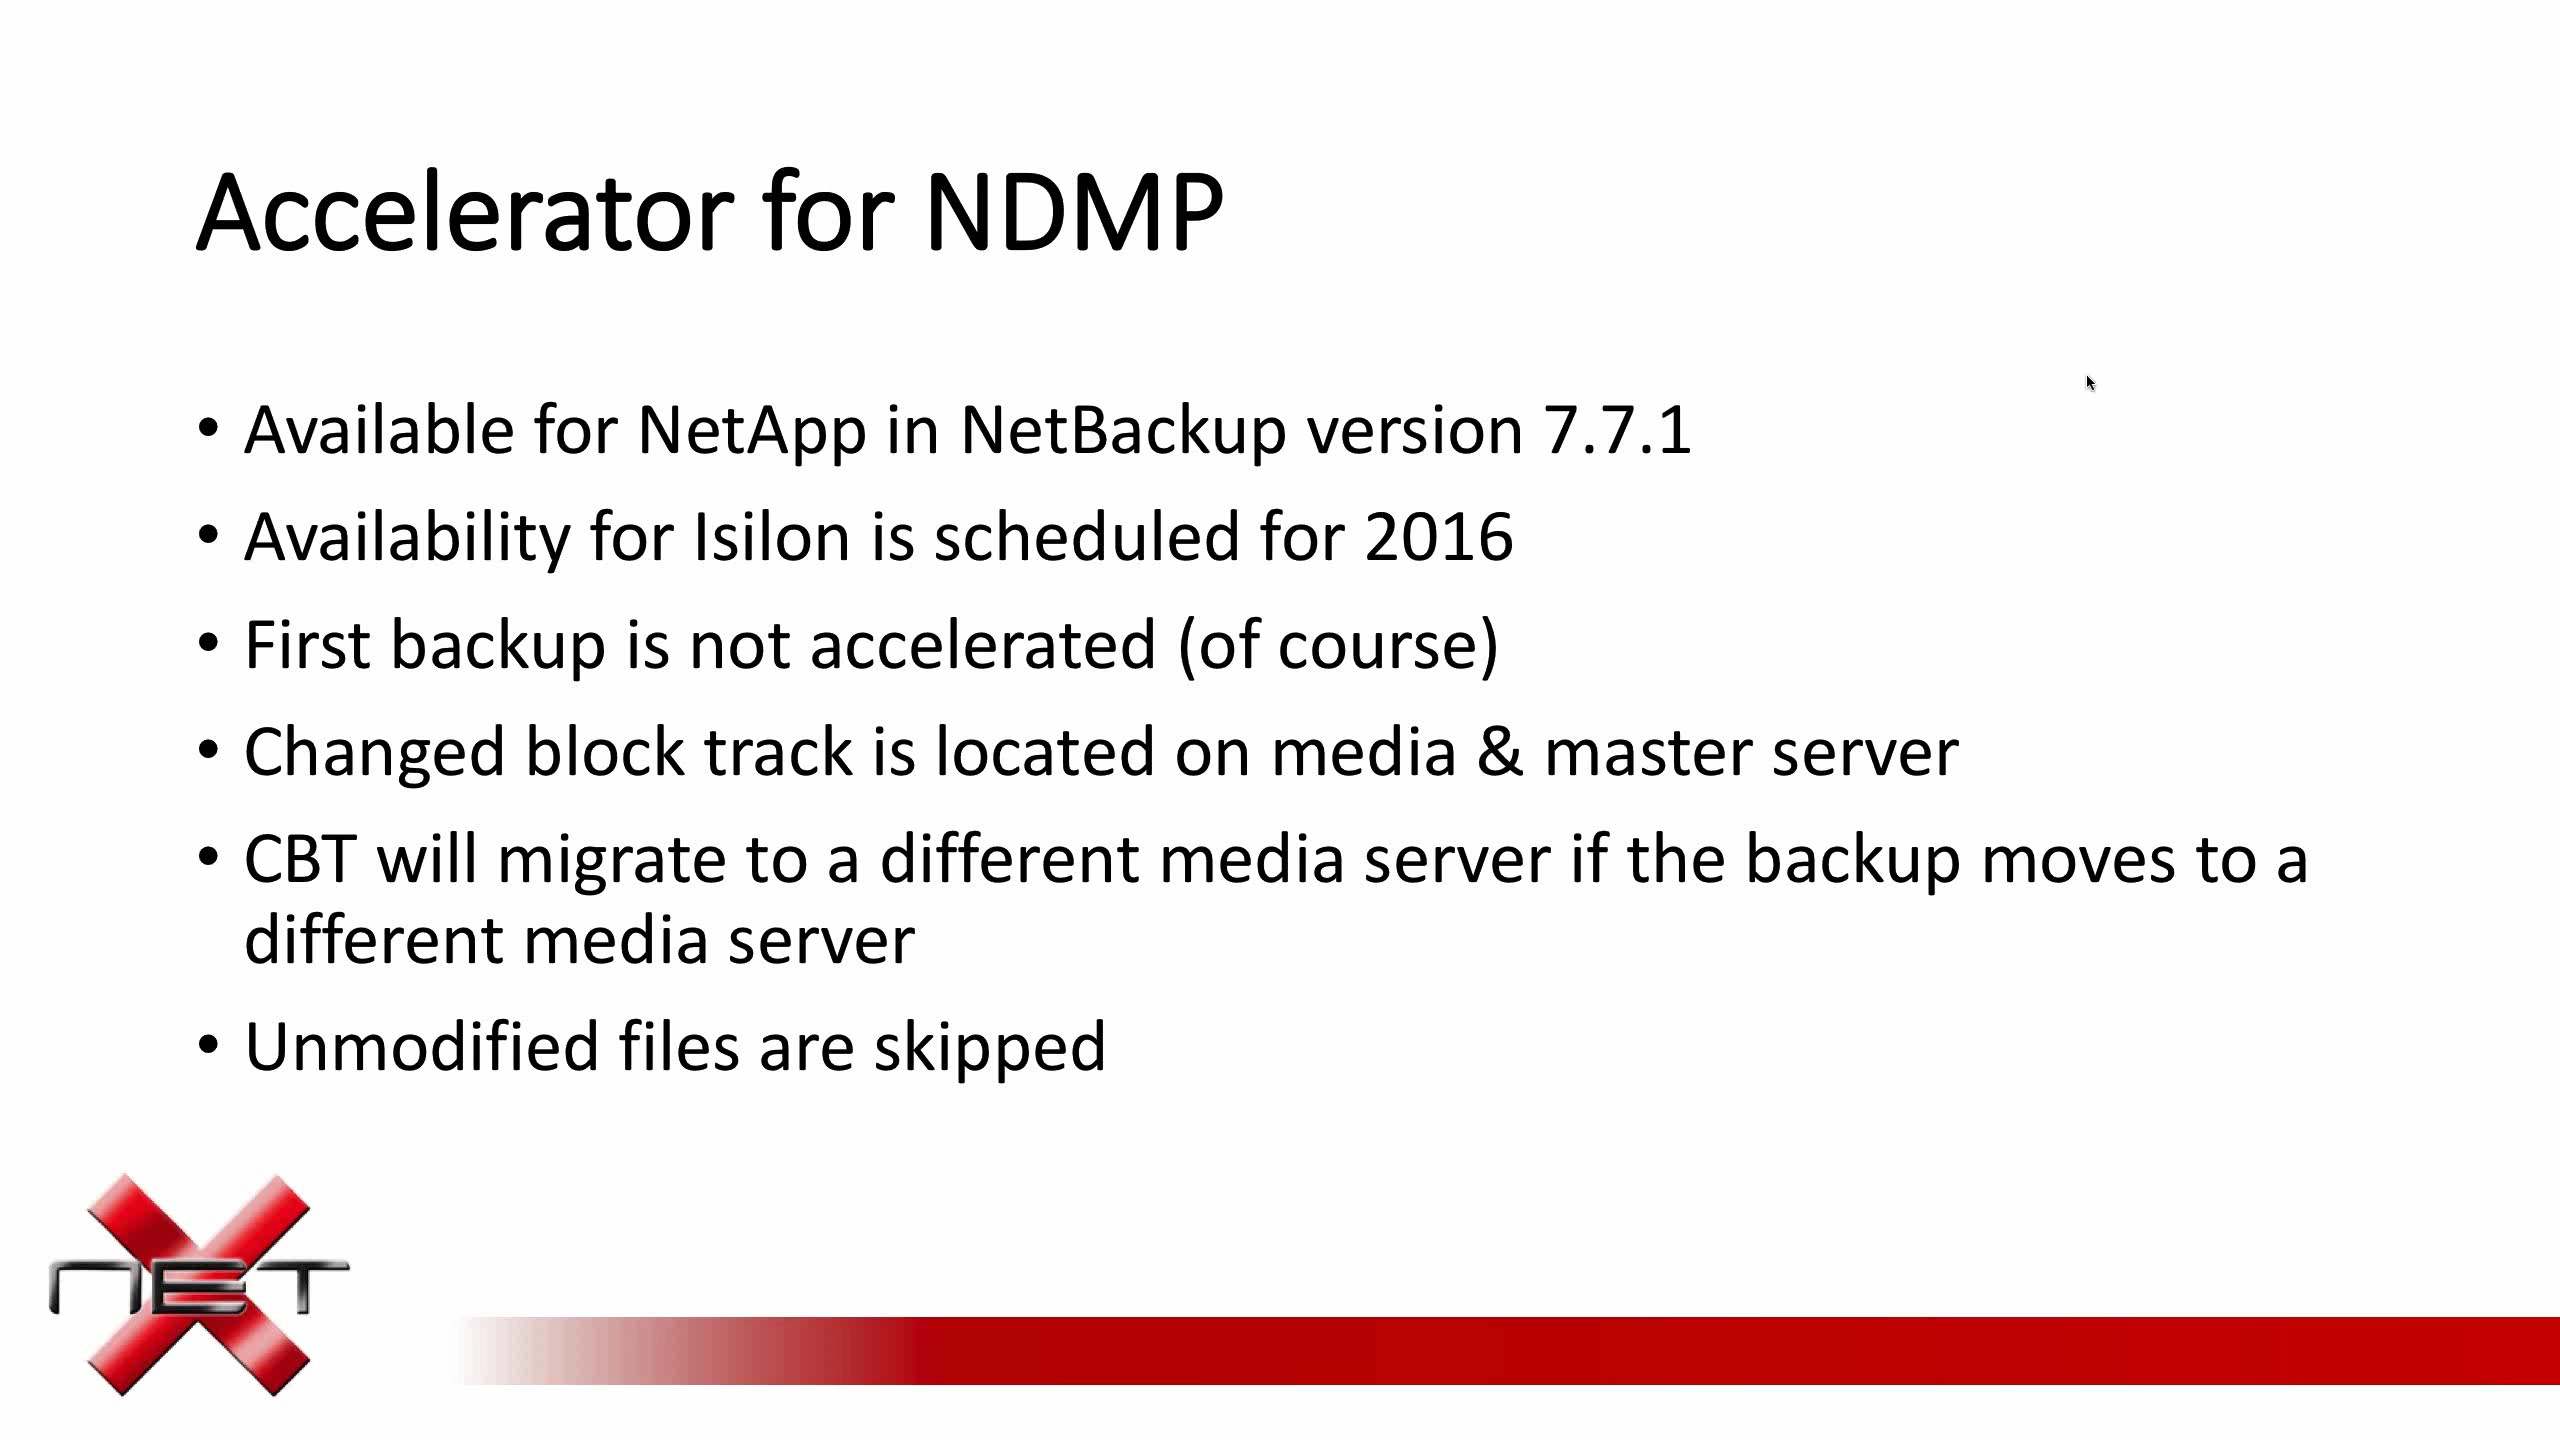 Accelerator for NDMP
• Available for NetApp in NetBackup version 7.7.1
• Availability for Isilon is scheduled for 2016
• First backup is not accelerated (of course)
• Changed block track is located on media & master server
• CBT will migrate to a different media server if the backup moves to a
different media server
• Unmodified files are skipped
X
NET